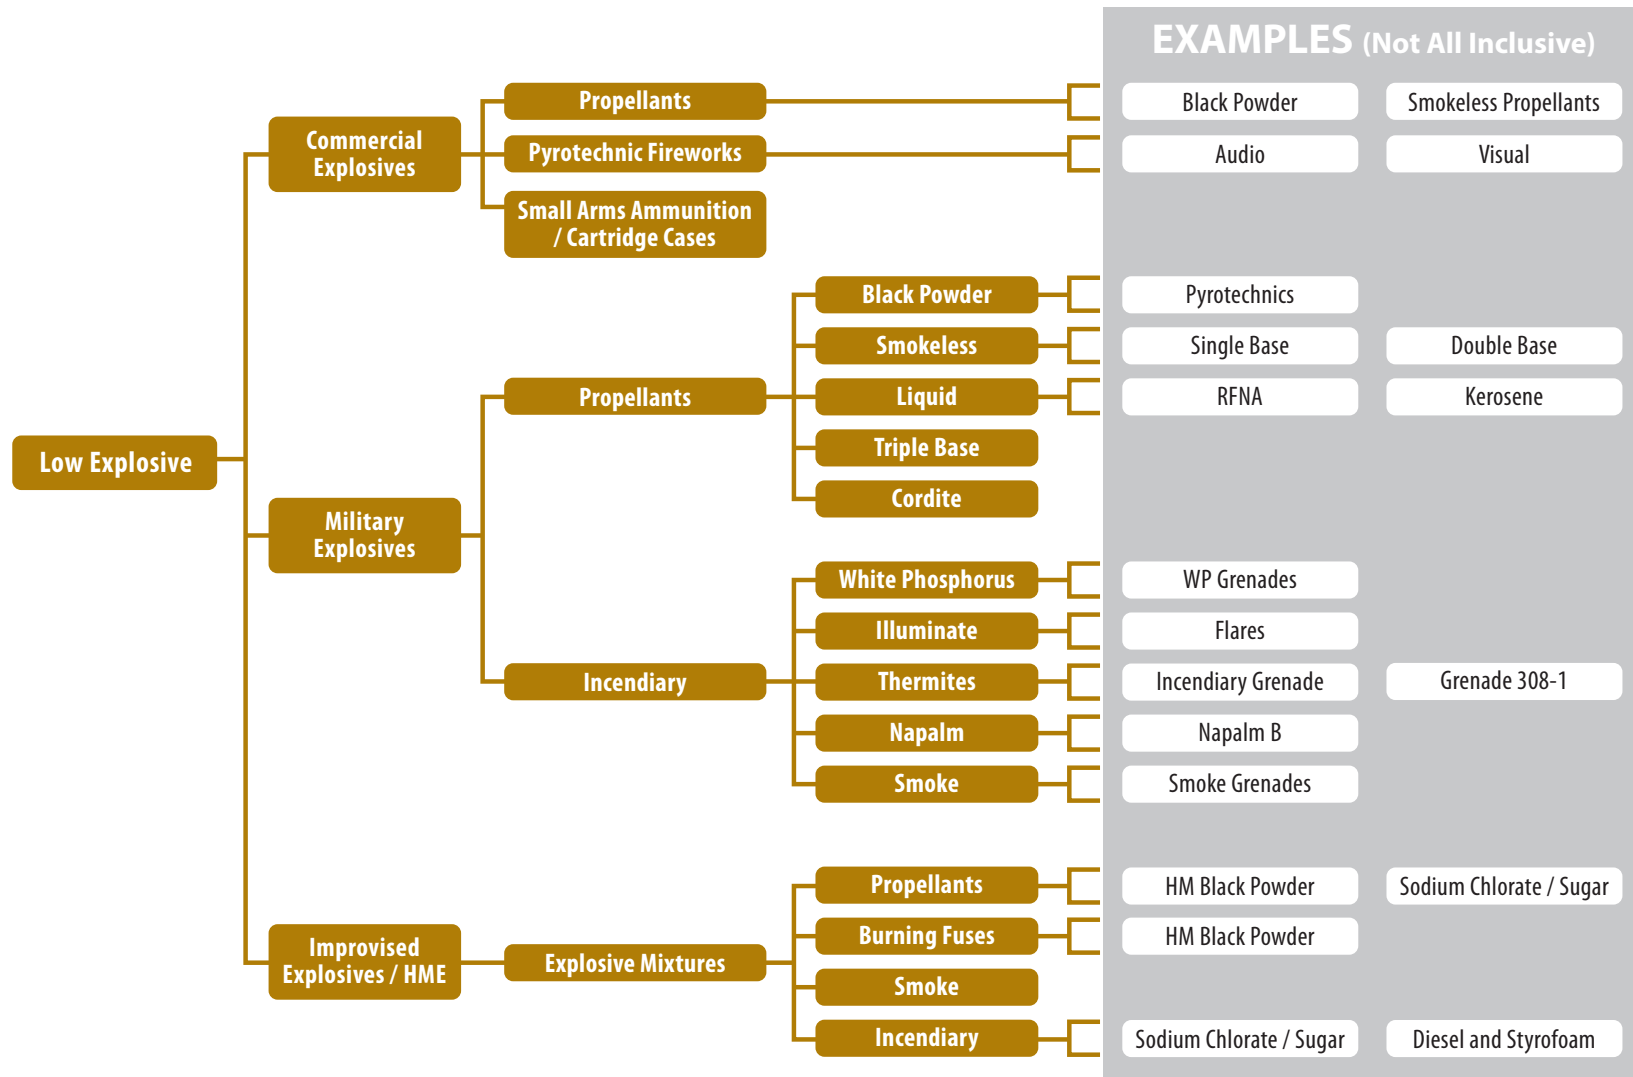 EXAMPLES (Not All Inclusive)
Propellants
Black Powder
Smokeless Propellants
Commercial
Explosives
Pyrotechnic Fireworks
Audio
Visual
Small Arms Ammunition
/ Cartridge Cases
Black Powder
Pyrotechnics
Smokeless
Single Base
Double Base
Propellants
Liquid
RFNA
Kerosene
Triple Base
Low Explosive
Cordite
Military
Explosives
White Phosphorus
WP Grenades
Illuminate
Flares
Incendiary
Thermites
Incendiary Grenade
Grenade 308-1
Napalm
Napalm B
Smoke
Smoke Grenades
Propellants
HM Black Powder
Sodium Chlorate / Sugar
Burning Fuses
HM Black Powder
Improvised
Explosives / HME
Explosive Mixtures
Smoke
Incendiary
Sodium Chlorate / Sugar
Diesel and Styrofoam